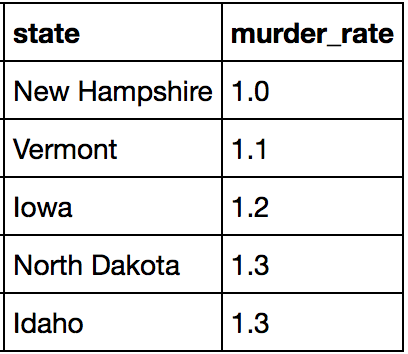 state murder_rate
New Hampshire 1.0
Vermont 1.1
Iowa 1.2
North Dakota 1.3
Idaho 1.3